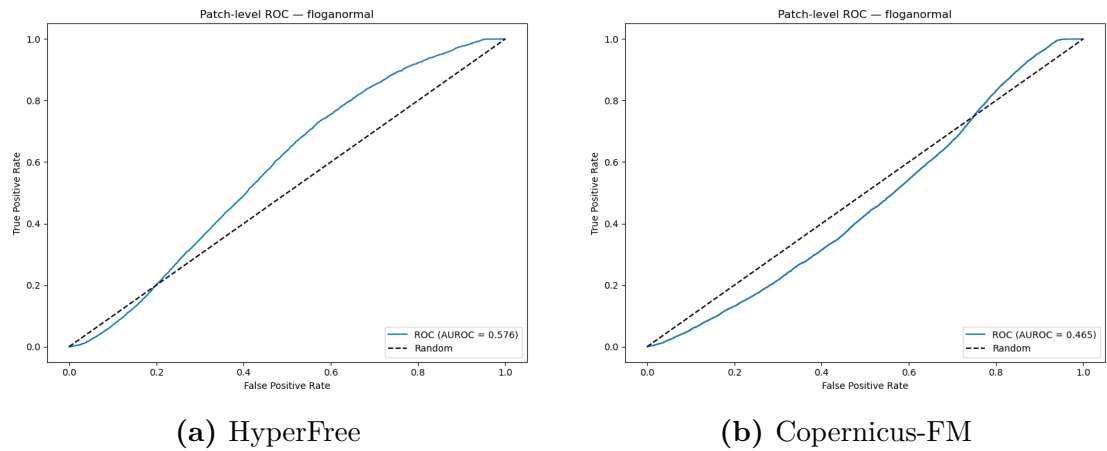 Patch-level ROC — floganormal
True Positive Rate
1.0
0.8
0.6
0.4
0.2
0.0
ROC (AUROC = 0.576)
Random
0.0 0.2 0.4 0.6 0.8 1.0
False Positive Rate
(a) HyperFree
Patch-level ROC — floganormal
True Positive Rate
1.0
0.8
0.6
0.4
0.2
0.0
ROC (AUROC = 0.465)
Random
0.0 0.2 0.4 0.6 0.8 1.0
False Positive Rate
(b) Copernicus-FM